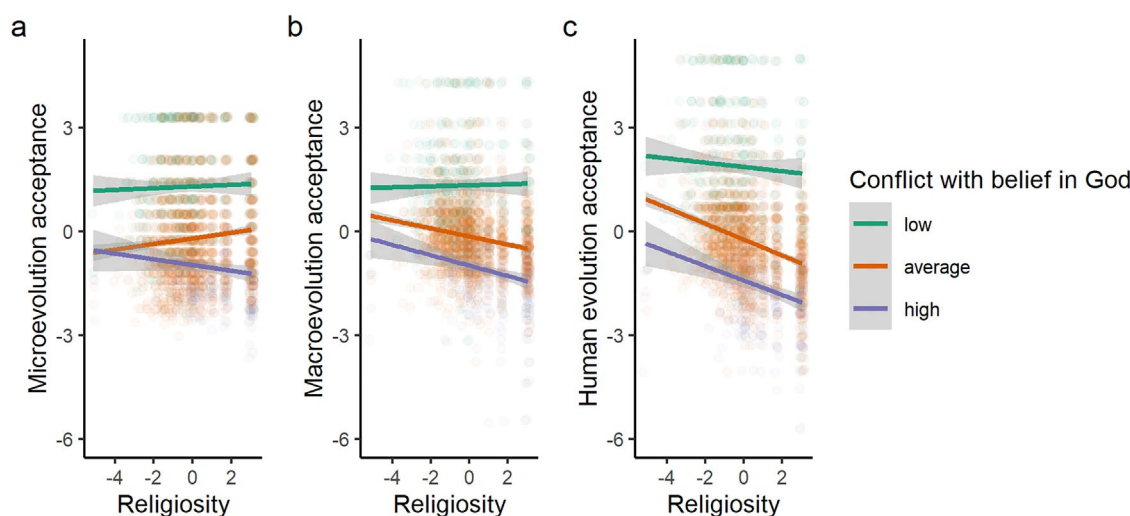 a
Microevolution acceptance
3
0
-3
-6
-4
-2
0
2
Religiosity
b
Macroevolution acceptance
3
0
-3
-6
-4
-2
0
2
Religiosity
c
Human evolution acceptance
3
0
-3
-6
-4
-2
0
2
Religiosity
Conflict with belief in God
low
average
high